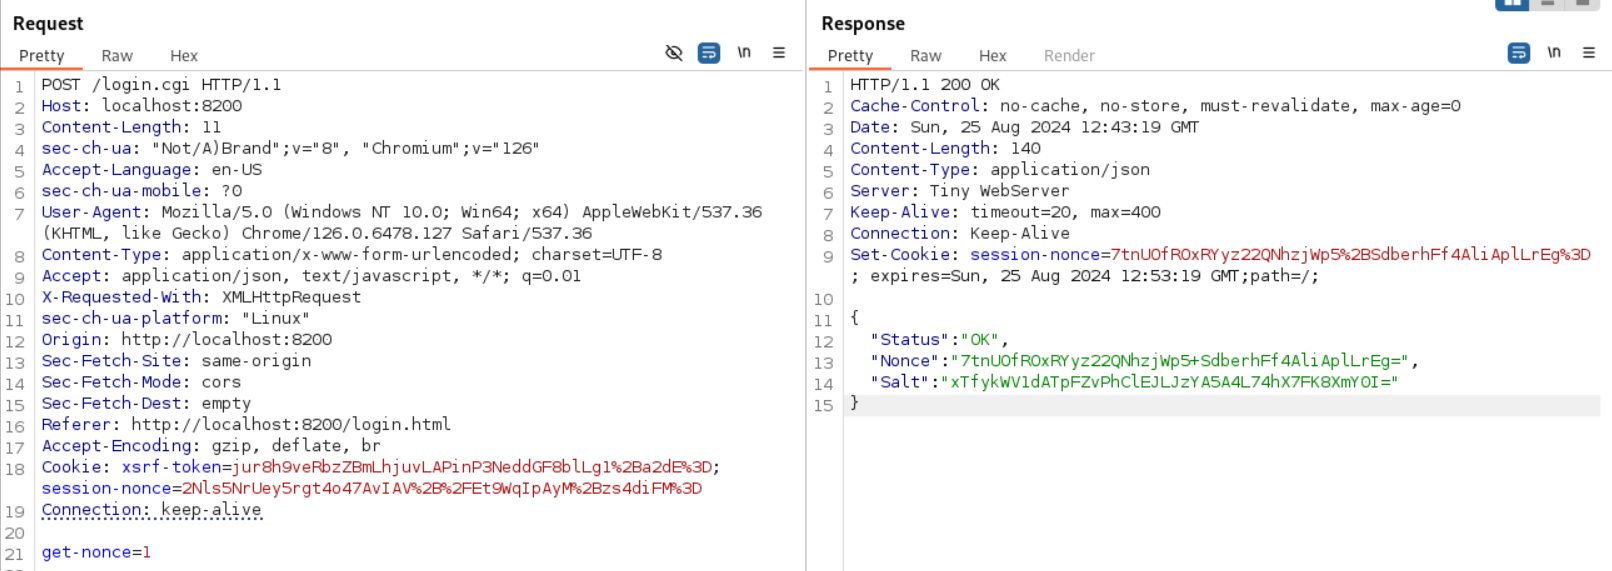 Request
Pretty Raw Hex
\n
1 POST /login.cgi HTTP/1.1
2 Host: localhost:8200
3 Content-Length: 11
4 sec-ch-ua: "Not/A)Brand";v="8", "Chromium";v="126"
5 Accept-Language: en-US
6 sec-ch-ua-mobile: ?0
7 User-Agent: Mozilla/5.0 (Windows NT 10.0; Win64; x64) AppleWebKit/537.36
(KHTML, like Gecko) Chrome/126.0.6478.127 Safari/537.36
8 Content-Type: application/x-www-form-urlencoded; charset=UTF-8
9 Accept: application/json, text/javascript, */*; q=0.01
10 X-Requested-With: XMLHttpRequest
11 sec-ch-ua-platform: "Linux"
12 Origin: http://localhost:8200
13 Sec-Fetch-Site: same-origin
14 Sec-Fetch-Mode: cors
15 Sec-Fetch-Dest: empty
16 Referer: http://localhost:8200/login.html
17 Accept-Encoding: gzip, deflate, br
18 Cookie: xsrf-token=jur8h9veRbzZBmLhjuvLAPinP3NeddGF8blLg1%2Ba2dE%3D;
session-nonce=2Nls5NrUey5rgt4o47AvIAV%2B%2FEt9WqIpAyM%2Bzs4diFM%3D
19 Connection: keep-alive
20
21 get-nonce=1
Response
Pretty Raw Hex Render
\n
1 HTTP/1.1 200 OK
2 Cache-Control: no-cache, no-store, must-revalidate, max-age=0
3 Date: Sun, 25 Aug 2024 12:43:19 GMT
4 Content-Length: 140
5 Content-Type: application/json
6 Server: Tiny WebServer
7 Keep-Alive: timeout=20, max=400
8 Connection: Keep-Alive
9 Set-Cookie: session-nonce=7tnUOfROxRYyz22QNhzjWp5%2BSdberhFf4AliAplLrEg%3D
; expires=Sun, 25 Aug 2024 12:53:19 GMT;path=/;
10
11 {
12 "Status":"OK",
13 "Nonce":"7tnUOfROxRYyz22QNhzjWp5+SdberhFf4AliAplLrEg=",
14 "Salt":"xTfykWV1dATpFZvPhClEJLJzYA5A4L74hX7FK8XmY0I="
15 }